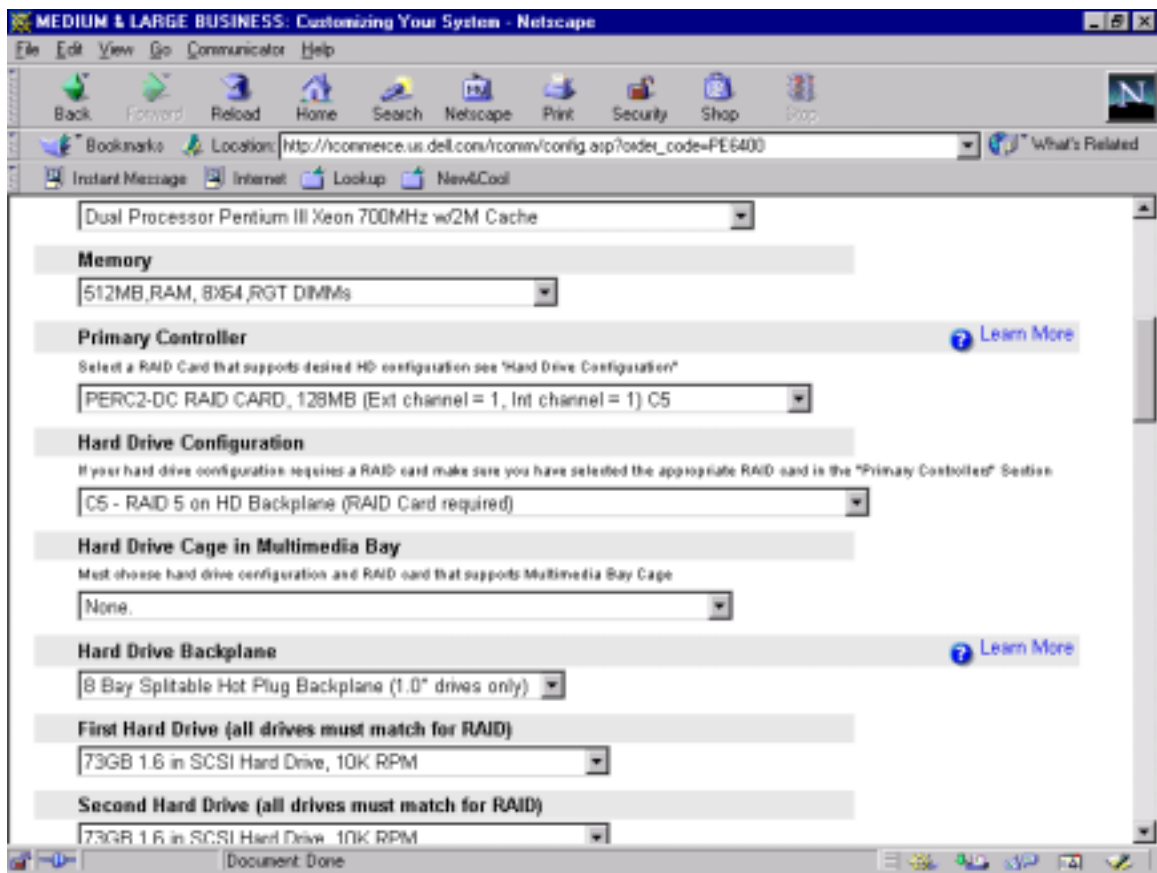 MEDIUM & LARGE BUSINESS: Customizing Your System - Netscape
File Edit View Go Communicator Help
Back Forward Reload Home Search Netscape Print Security Shop Stop
Bookmarks Location: http://rcommerce.us.dell.com/rcomm/config.asp?order_code=PE6400 What's Related
Instant Message Internet Lookup New&Cool
Dual Processor Pentium III Xeon 700MHz w/2M Cache
Memory
512MB,RAM, 8X64,RGT DIMMs
Primary Controller Learn More
Select a RAID Card that supports desired HD configuration see "Hard Drive Configuration"
PERC2-DC RAID CARD, 128MB (Ext channel = 1, Int channel = 1) C5
Hard Drive Configuration
If your hard drive configuration requires a RAID card make sure you have selected the appropriate RAID card in the "Primary Controllers" Section
C5 - RAID 5 on HD Backplane (RAID Card required)
Hard Drive Cage in Multimedia Bay
Must choose hard drive configuration and RAID card that supports Multimedia Bay Cage
None.
Hard Drive Backplane Learn More
8 Bay Splitable Hot Plug Backplane (1.0" drives only)
First Hard Drive (all drives must match for RAID)
73GB 1.6 in SCSI Hard Drive, 10K RPM
Second Hard Drive (all drives must match for RAID)
73GB 1.6 in SCSI Hard Drive, 10K RPM
Document: Done